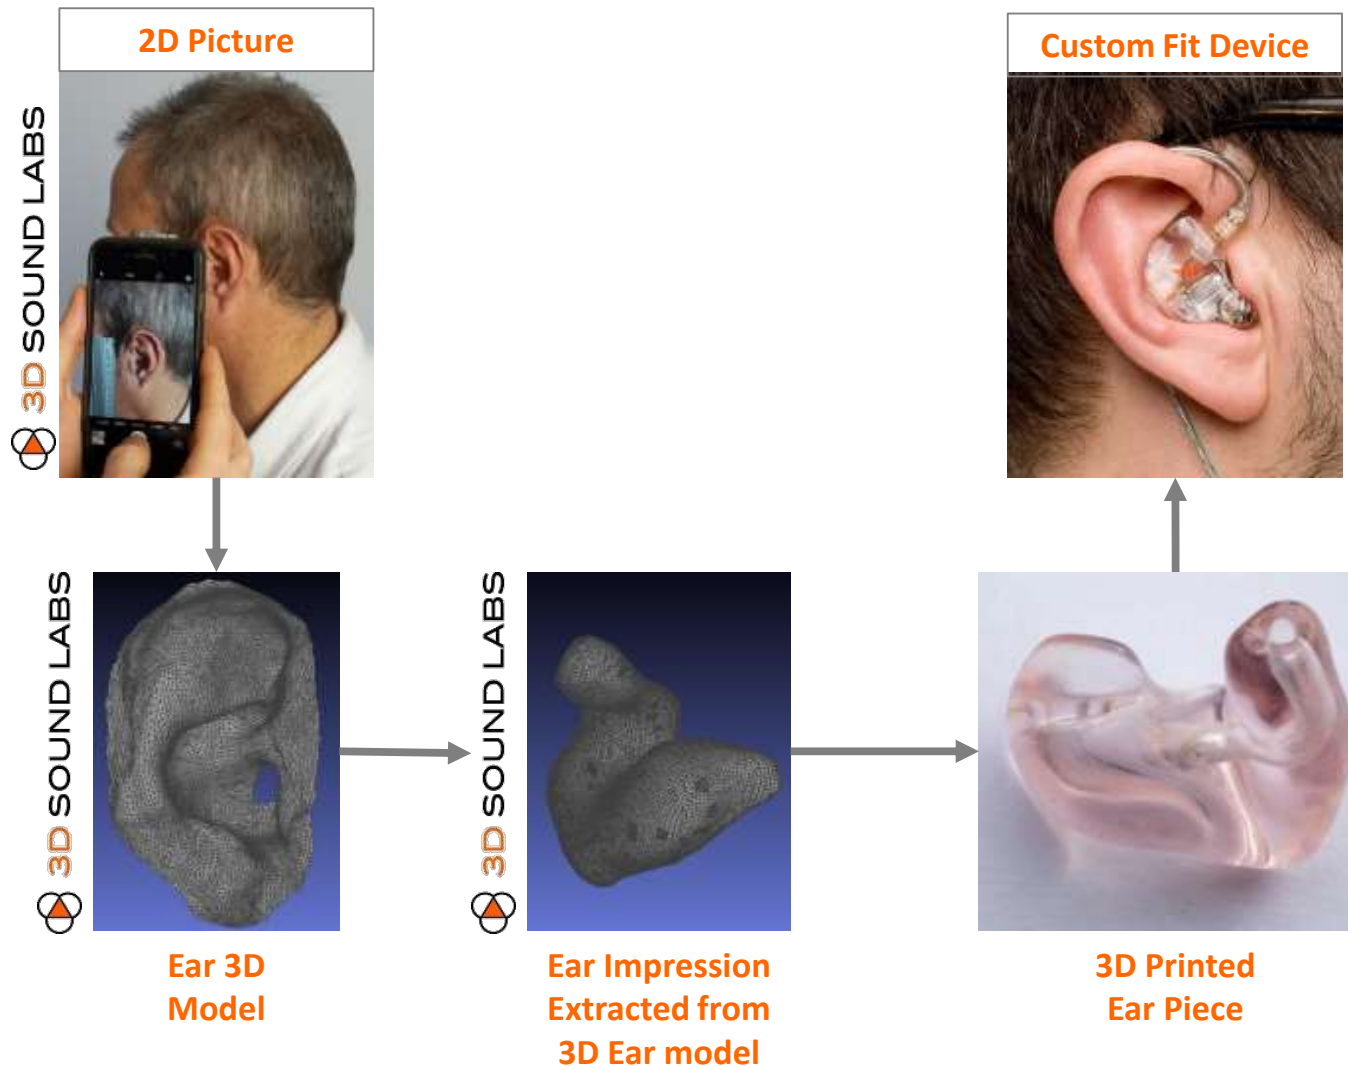 2D Picture
Custom Fit Device
3D SOUND LABS
3D SOUND LABS
3D SOUND LABS
Ear 3D
Model
Ear Impression
Extracted from
3D Ear model
3D Printed
Ear Piece